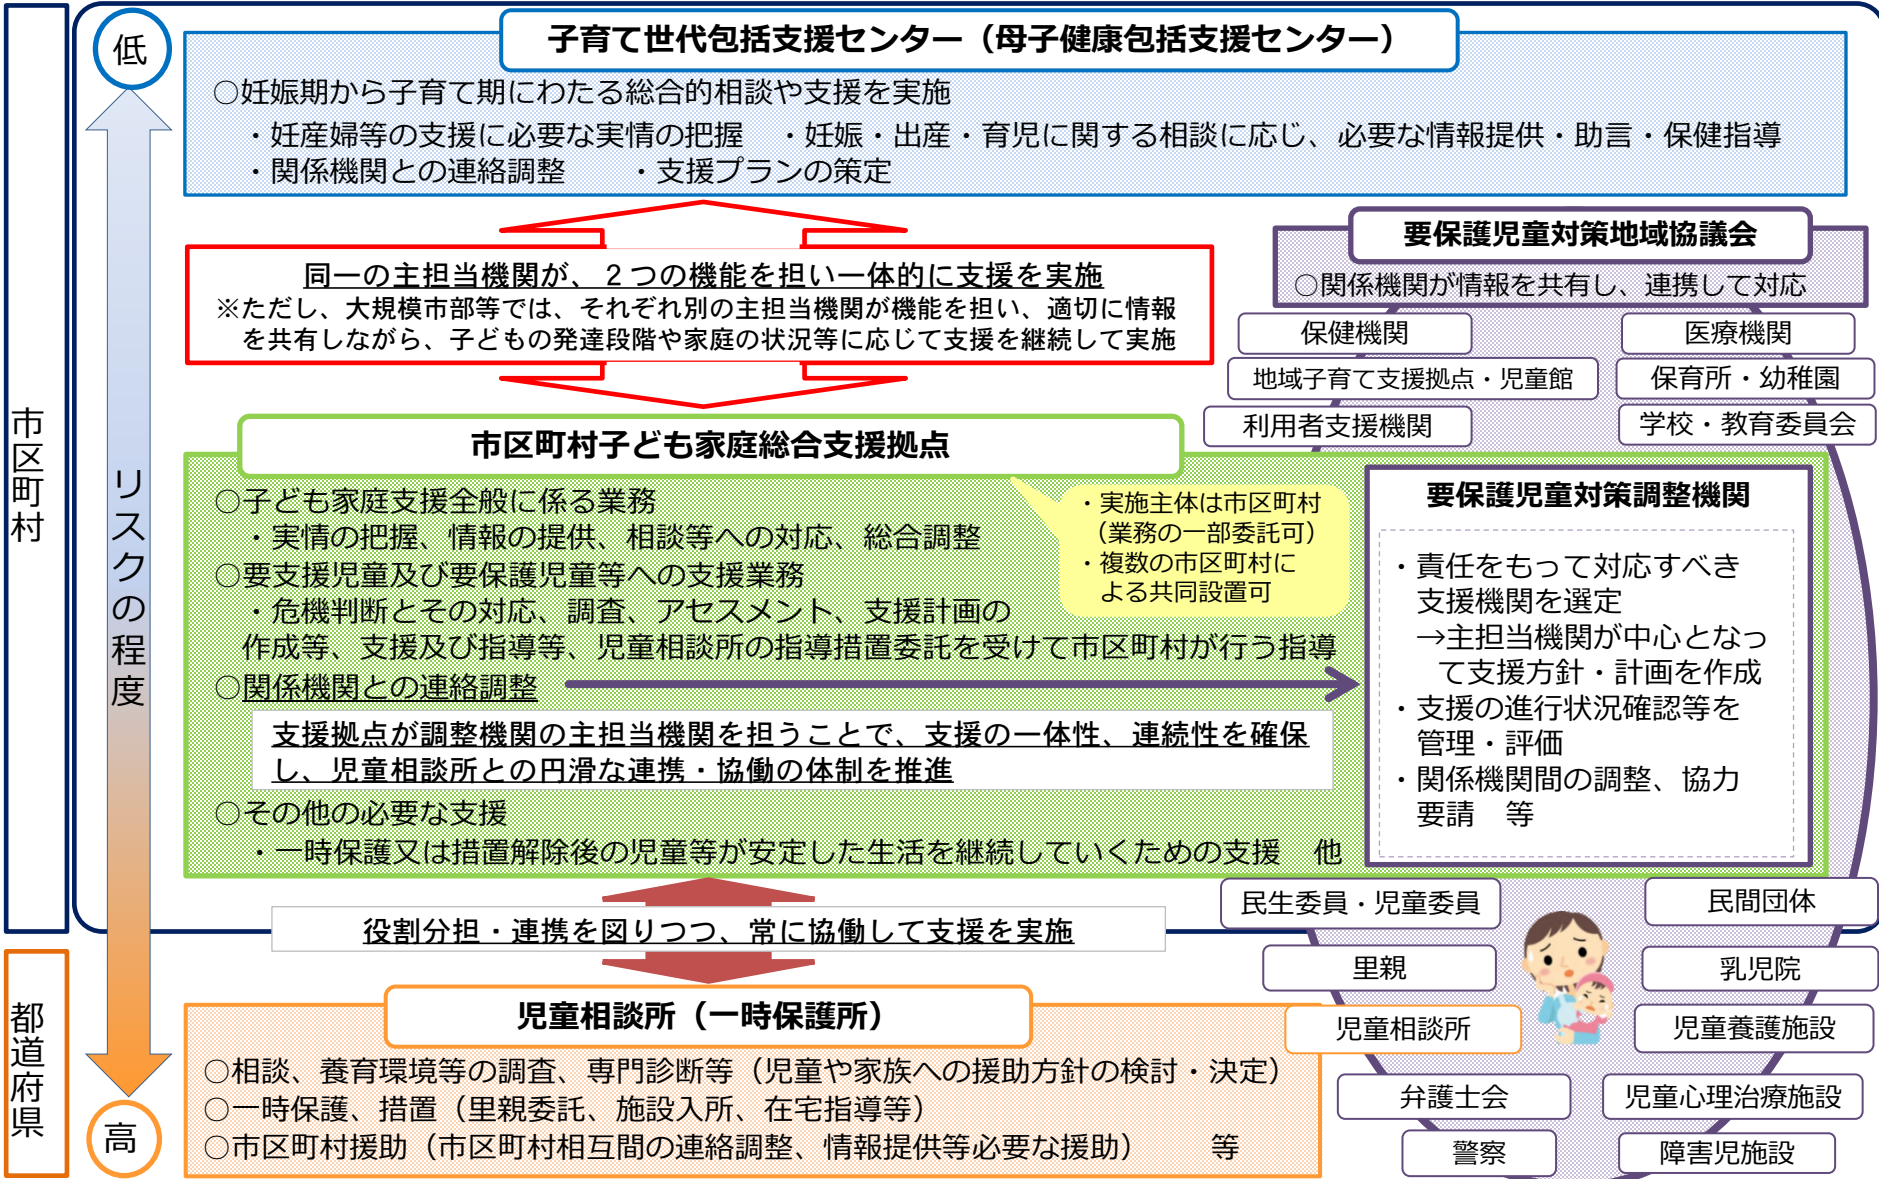 市区町村
都道府県
低
リスクの程度
高
子育て世代包括支援センター（母子健康包括支援センター）
○妊娠期から子育て期にわたる総合的相談や支援を実施
・妊産婦等の支援に必要な実情の把握　・妊娠・出産・育児に関する相談に応じ、必要な情報提供・助言・保健指導
・関係機関との連絡調整　　・支援プランの策定
同一の主担当機関が、２つの機能を担い一体的に支援を実施
※ただし、大規模市部等では、それぞれ別の主担当機関が機能を担い、適切に情報
を共有しながら、子どもの発達段階や家庭の状況等に応じて支援を継続して実施
要保護児童対策地域協議会
○関係機関が情報を共有し、連携して対応
保健機関
医療機関
地域子育て支援拠点・児童館
保育所・幼稚園
利用者支援機関
学校・教育委員会
市区町村子ども家庭総合支援拠点
○子ども家庭支援全般に係る業務
・実情の把握、情報の提供、相談等への対応、総合調整
○要支援児童及び要保護児童等への支援業務
・危機判断とその対応、調査、アセスメント、支援計画の
作成等、支援及び指導等、児童相談所の指導措置委託を受けて市区町村が行う指導
○関係機関との連絡調整
支援拠点が調整機関の主担当機関を担うことで、支援の一体性、連続性を確保
し、児童相談所との円滑な連携・協働の体制を推進
○その他の必要な支援
・一時保護又は措置解除後の児童等が安定した生活を継続していくための支援　他
・実施主体は市区町村
（業務の一部委託可）
・複数の市区町村に
よる共同設置可
要保護児童対策調整機関
・責任をもって対応すべき
支援機関を選定
→主担当機関が中心となっ
て支援方針・計画を作成
・支援の進行状況確認等を
管理・評価
・関係機関間の調整、協力
要請　等
役割分担・連携を図りつつ、常に協働して支援を実施
民生委員・児童委員
民間団体
里親
乳児院
児童相談所
児童養護施設
弁護士会
児童心理治療施設
警察
障害児施設
児童相談所（一時保護所）
○相談、養育環境等の調査、専門診断等（児童や家族への援助方針の検討・決定）
○一時保護、措置（里親委託、施設入所、在宅指導等）
○市区町村援助（市区町村相互間の連絡調整、情報提供等必要な援助）　　等